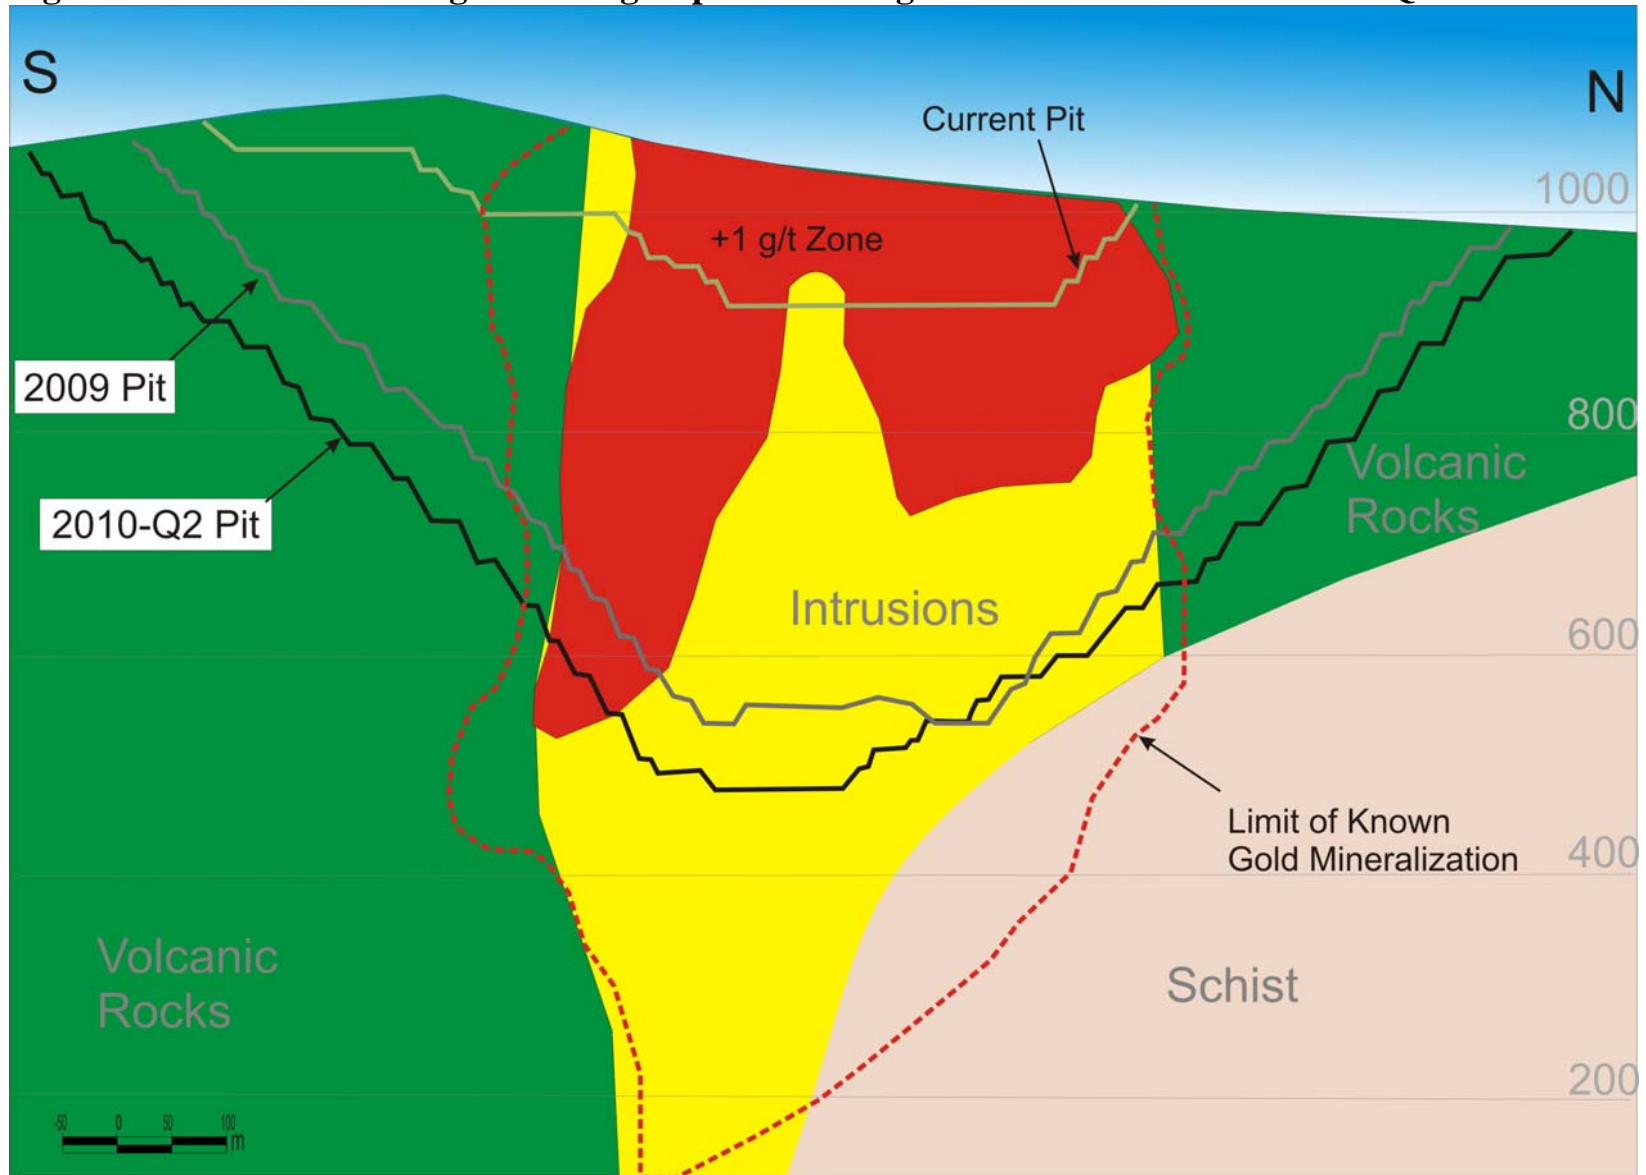 S
N
Current Pit
1000
+1 g/t Zone
2009 Pit
800
Volcanic
Rocks
2010-Q2 Pit
Intrusions
600
Limit of Known
Gold Mineralization
400
Volcanic
Rocks
Schist
200
-50 0 50 100
m